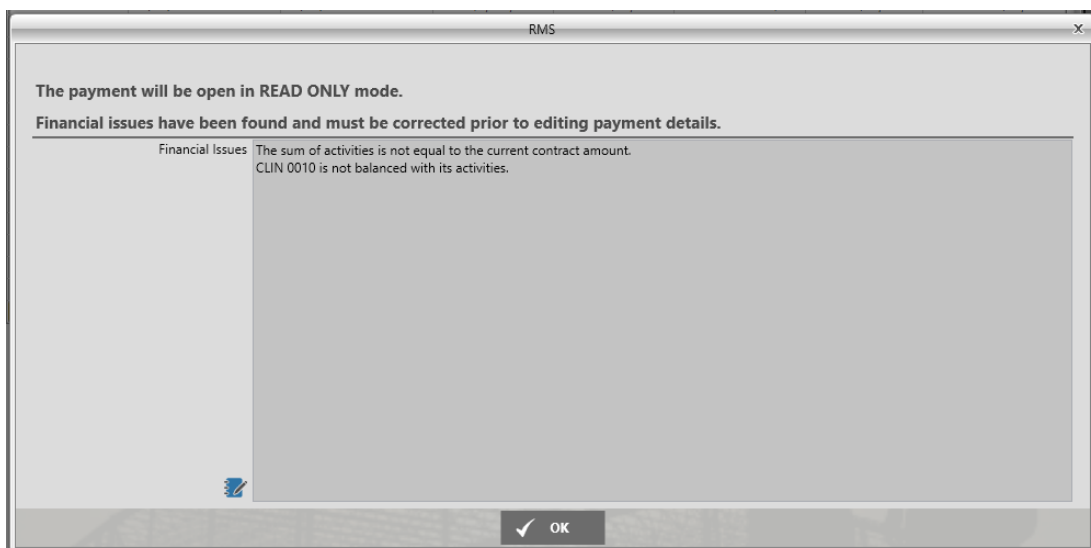 RMS
x
The payment will be open in READ ONLY mode.
Financial issues have been found and must be corrected prior to editing payment details.
Financial Issues The sum of activities is not equal to the current contract amount.
CLIN 0010 is not balanced with its activities.
OK